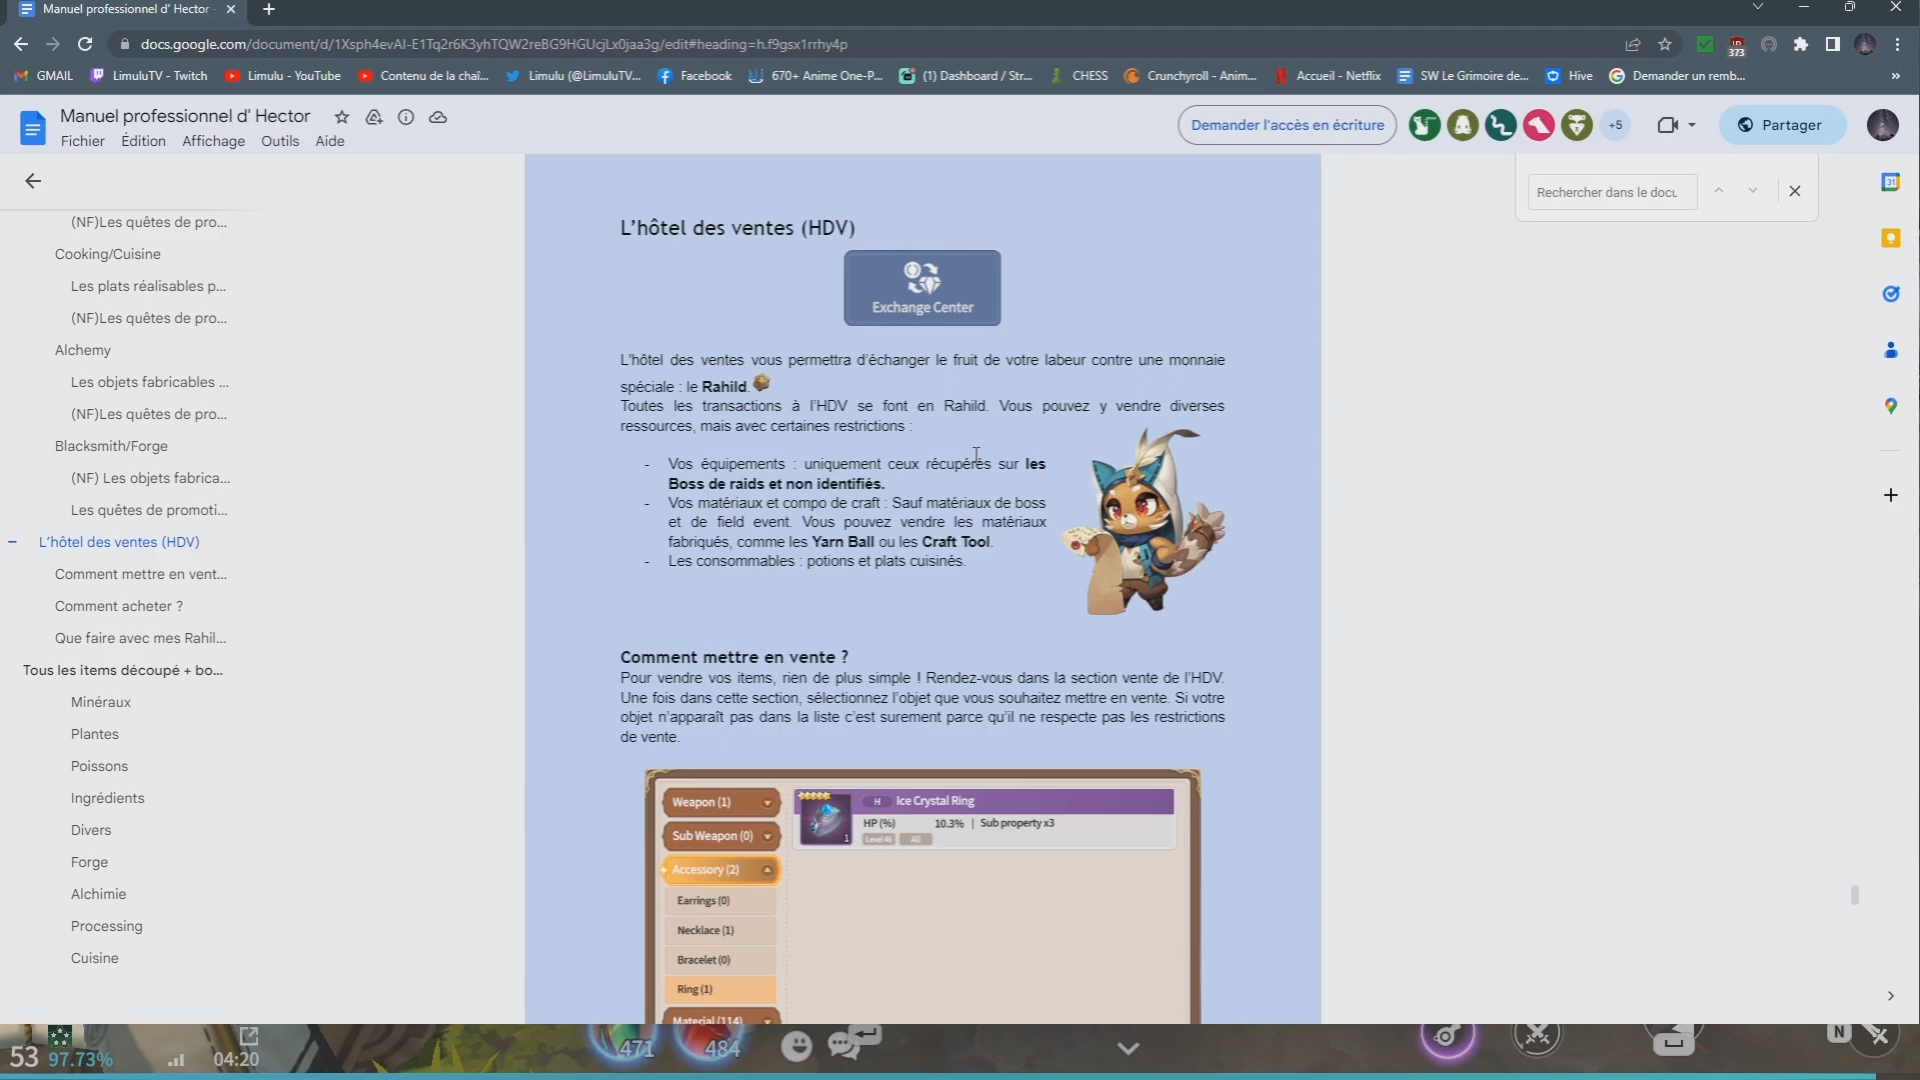 Manuel professionnel d' Hector -
docs.google.com/document/d/1Xsph4evAI-E1Tq2r6K3yhTQW2reBG9HGUcjLx0jaa3g/edit#heading=h.f9gsx1rrhy4p
373
GMAIL
LimuluTV - Twitch
Limulu - YouTube
Contenu de la chaî...
Limulu (@LimuluTV...
Facebook
670+ Anime One-P...
(1) Dashboard / Str...
CHESS
Crunchyroll - Anim...
Accueil - Netflix
SW Le Grimoire de...
Hive
Demander un remb...
»
Manuel professionnel d' Hector
Demander l'accès en écriture
+5
Partager
Fichier Édition Affichage Outils Aide
Rechercher dans le docu
31
(NF)Les quêtes de pro...
Cooking/Cuisine
Les plats réalisables p...
(NF)Les quêtes de pro...
Alchemy
Les objets fabricables ...
(NF)Les quêtes de pro...
Blacksmith/Forge
(NF) Les objets fabrica...
Les quêtes de promoti...
L'hôtel des ventes (HDV)
Comment mettre en vent...
Comment acheter ?
Que faire avec mes Rahil...
Tous les items découpé + bo...
Minéraux
Plantes
Poissons
Ingrédients
Divers
Forge
Alchimie
Processing
Cuisine
L'hôtel des ventes (HDV)
Exchange Center
L'hôtel des ventes vous permettra d'échanger le fruit de votre labeur contre une monnaie
spéciale : le Rahild.
Toutes les transactions à l'HDV se font en Rahild. Vous pouvez y vendre diverses
ressources, mais avec certaines restrictions :
- Vos équipements : uniquement ceux récupérés sur les
Boss de raids et non identifiés.
- Vos matériaux et compo de craft : Sauf matériaux de boss
et de field event. Vous pouvez vendre les matériaux
fabriqués, comme les Yarn Ball ou les Craft Tool.
- Les consommables : potions et plats cuisinés.
Comment mettre en vente ?
Pour vendre vos items, rien de plus simple ! Rendez-vous dans la section vente de l'HDV.
Une fois dans cette section, sélectionnez l'objet que vous souhaitez mettre en vente. Si votre
objet n'apparaît pas dans la liste c'est surement parce qu'il ne respecte pas les restrictions
de vente.
Weapon (1)
Sub Weapon (0)
Accessory (2)
Earrings (0)
Necklace (1)
Bracelet (0)
Ring (1)
Material (114)
1
H Ice Crystal Ring
HP (%) 10.3% | Sub property x3
Level 46 All
53 97.73%
04:20
471
484
N